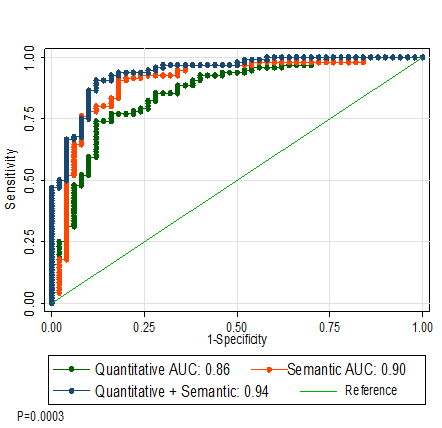 1.00
0.75
0.50
0.25
0.00
Sensitivity
0.00 0.25 0.50 0.75 1.00
1-Specificity
Quantitative AUC: 0.86 Semantic AUC: 0.90
Quantitative + Semantic: 0.94 Reference
P=0.0003